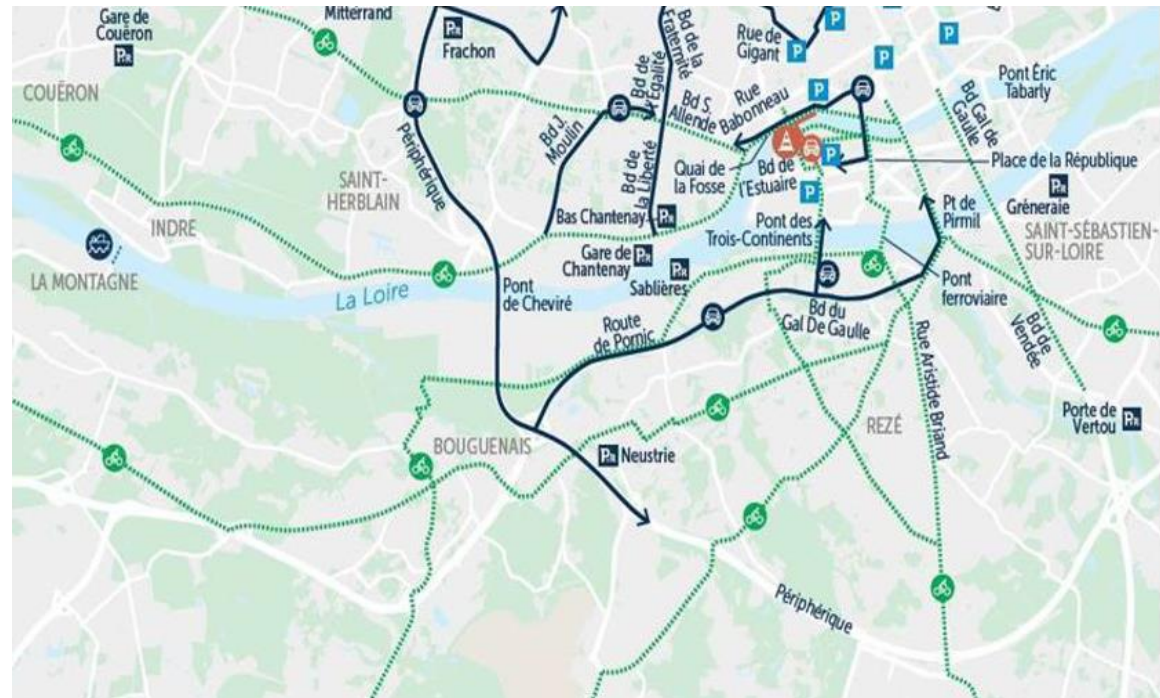 Gare de
Couëron
P+R
Mitterrand
P+R
Frachon
Bd de la
Fraternité
Rue de
Gigant
P
P
P
P
P
Pont Éric
Tabarly
COUËRON
Bd de
l'Égalité
Bd S.
Allende
Rue
Babonneau
Bd Gal de
Gaulle
Périphérique
Bd J.
Moulin
Bd de
la Liberté
Quai de
la Fosse
Bd de
l'Estuaire
P
P
Place de la République
P+R
Gréneraie
SAINT-
HERBLAIN
INDRE
Bas Chantenay
P+R
Pont des
Trois-Continents
Pt de
Pirmil
SAINT-SÉBASTIEN-
SUR-LOIRE
LA MONTAGNE
La Loire
Pont
de Cheviré
Gare de
Chantenay
P+R
P+R
Sablières
Pont
ferroviaire
Route
de Pornic
Bd du
Gal De Gaulle
Rue Aristide Briand
Bd de
Vendée
BOUGUENAIS
REZÉ
Porte de
Vertou
P+R
P+R
Neustrie
Périphérique